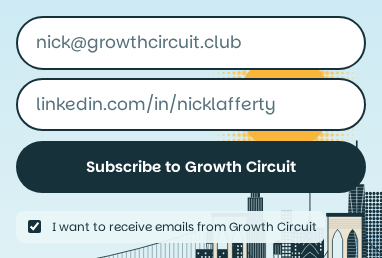 nick@growthcircuit.club
linkedin.com/in/nicklafferty
Subscribe to Growth Circuit
I want to receive emails from Growth Circuit